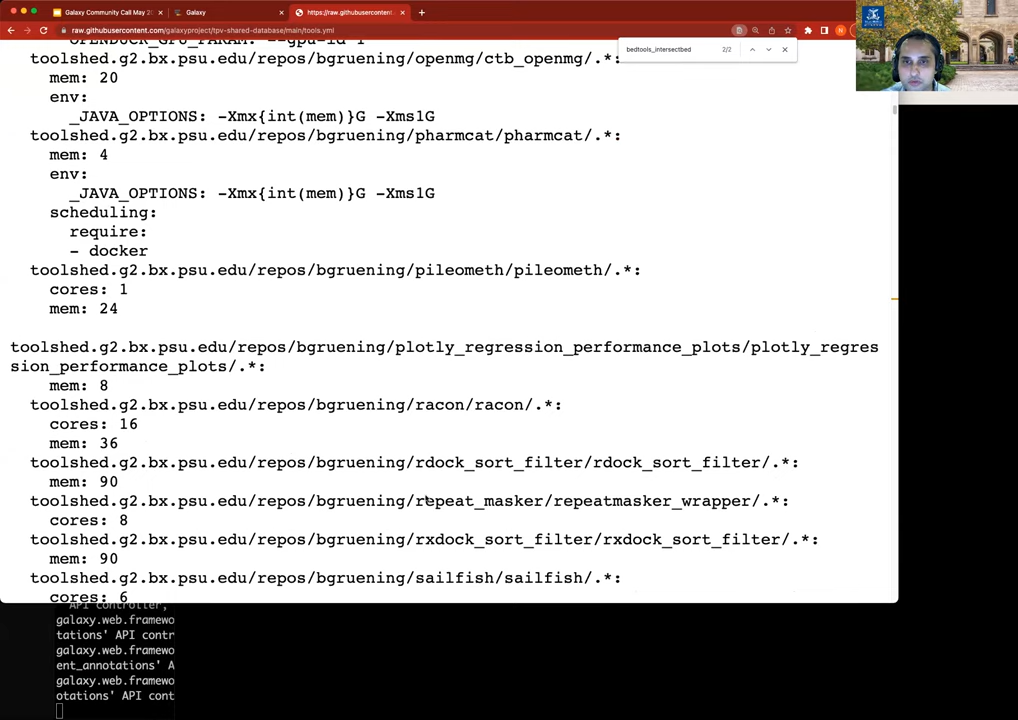 Galaxy Community Call May 20
Galaxy
https://raw.githubusercontent.
raw.githubusercontent.com/galaxyproject/tpv-shared-database/main/tools.yml
bedtools_intersectbed 2/2
OPENDUCK_GPU_PARAM: --gpu-id 1
toolshed.g2.bx.psu.edu/repos/bgruening/openmg/ctb_openmg/.*:
mem: 20
env:
_JAVA_OPTIONS: -Xmx{int(mem)}G -Xms1G
toolshed.g2.bx.psu.edu/repos/bgruening/pharmcat/pharmcat/.*:
mem: 4
env:
_JAVA_OPTIONS: -Xmx{int(mem)}G -Xms1G
scheduling:
require:
- docker
toolshed.g2.bx.psu.edu/repos/bgruening/pileometh/pileometh/.*:
cores: 1
mem: 24
toolshed.g2.bx.psu.edu/repos/bgruening/plotly_regression_performance_plots/plotly_regres
sion_performance_plots/.*:
mem: 8
toolshed.g2.bx.psu.edu/repos/bgruening/racon/racon/.*:
cores: 16
mem: 36
toolshed.g2.bx.psu.edu/repos/bgruening/rdock_sort_filter/rdock_sort_filter/.*:
mem: 90
toolshed.g2.bx.psu.edu/repos/bgruening/repeat_masker/repeatmasker_wrapper/.*:
cores: 8
toolshed.g2.bx.psu.edu/repos/bgruening/rxdock_sort_filter/rxdock_sort_filter/.*:
mem: 90
toolshed.g2.bx.psu.edu/repos/bgruening/sailfish/sailfish/.*:
cores: 6
API controller,
galaxy.web.framewo
tations' API contr
galaxy.web.framewo
ent_annotations' A
galaxy.web.framewo
otations' API cont